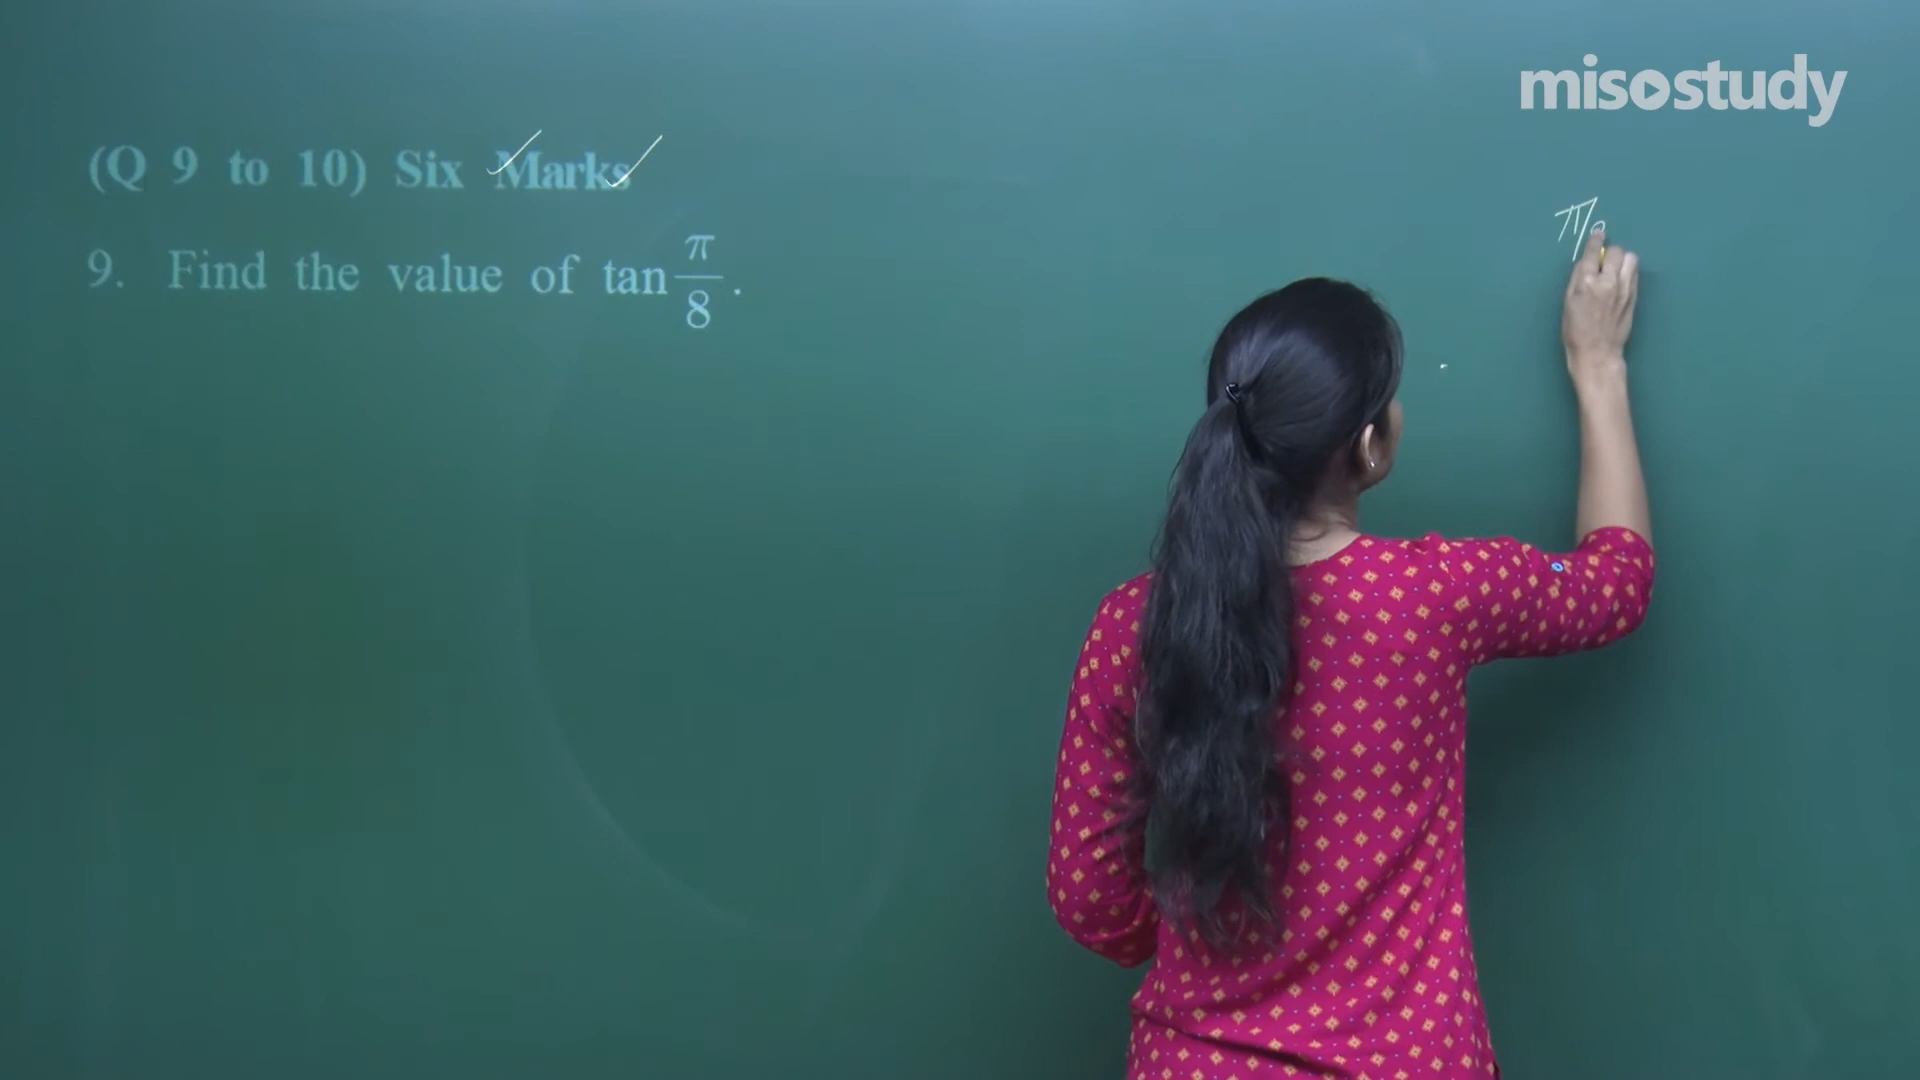 misostudy
(Q 9 to 10) Six Marks
9. Find the value of tan π/8.
π/8